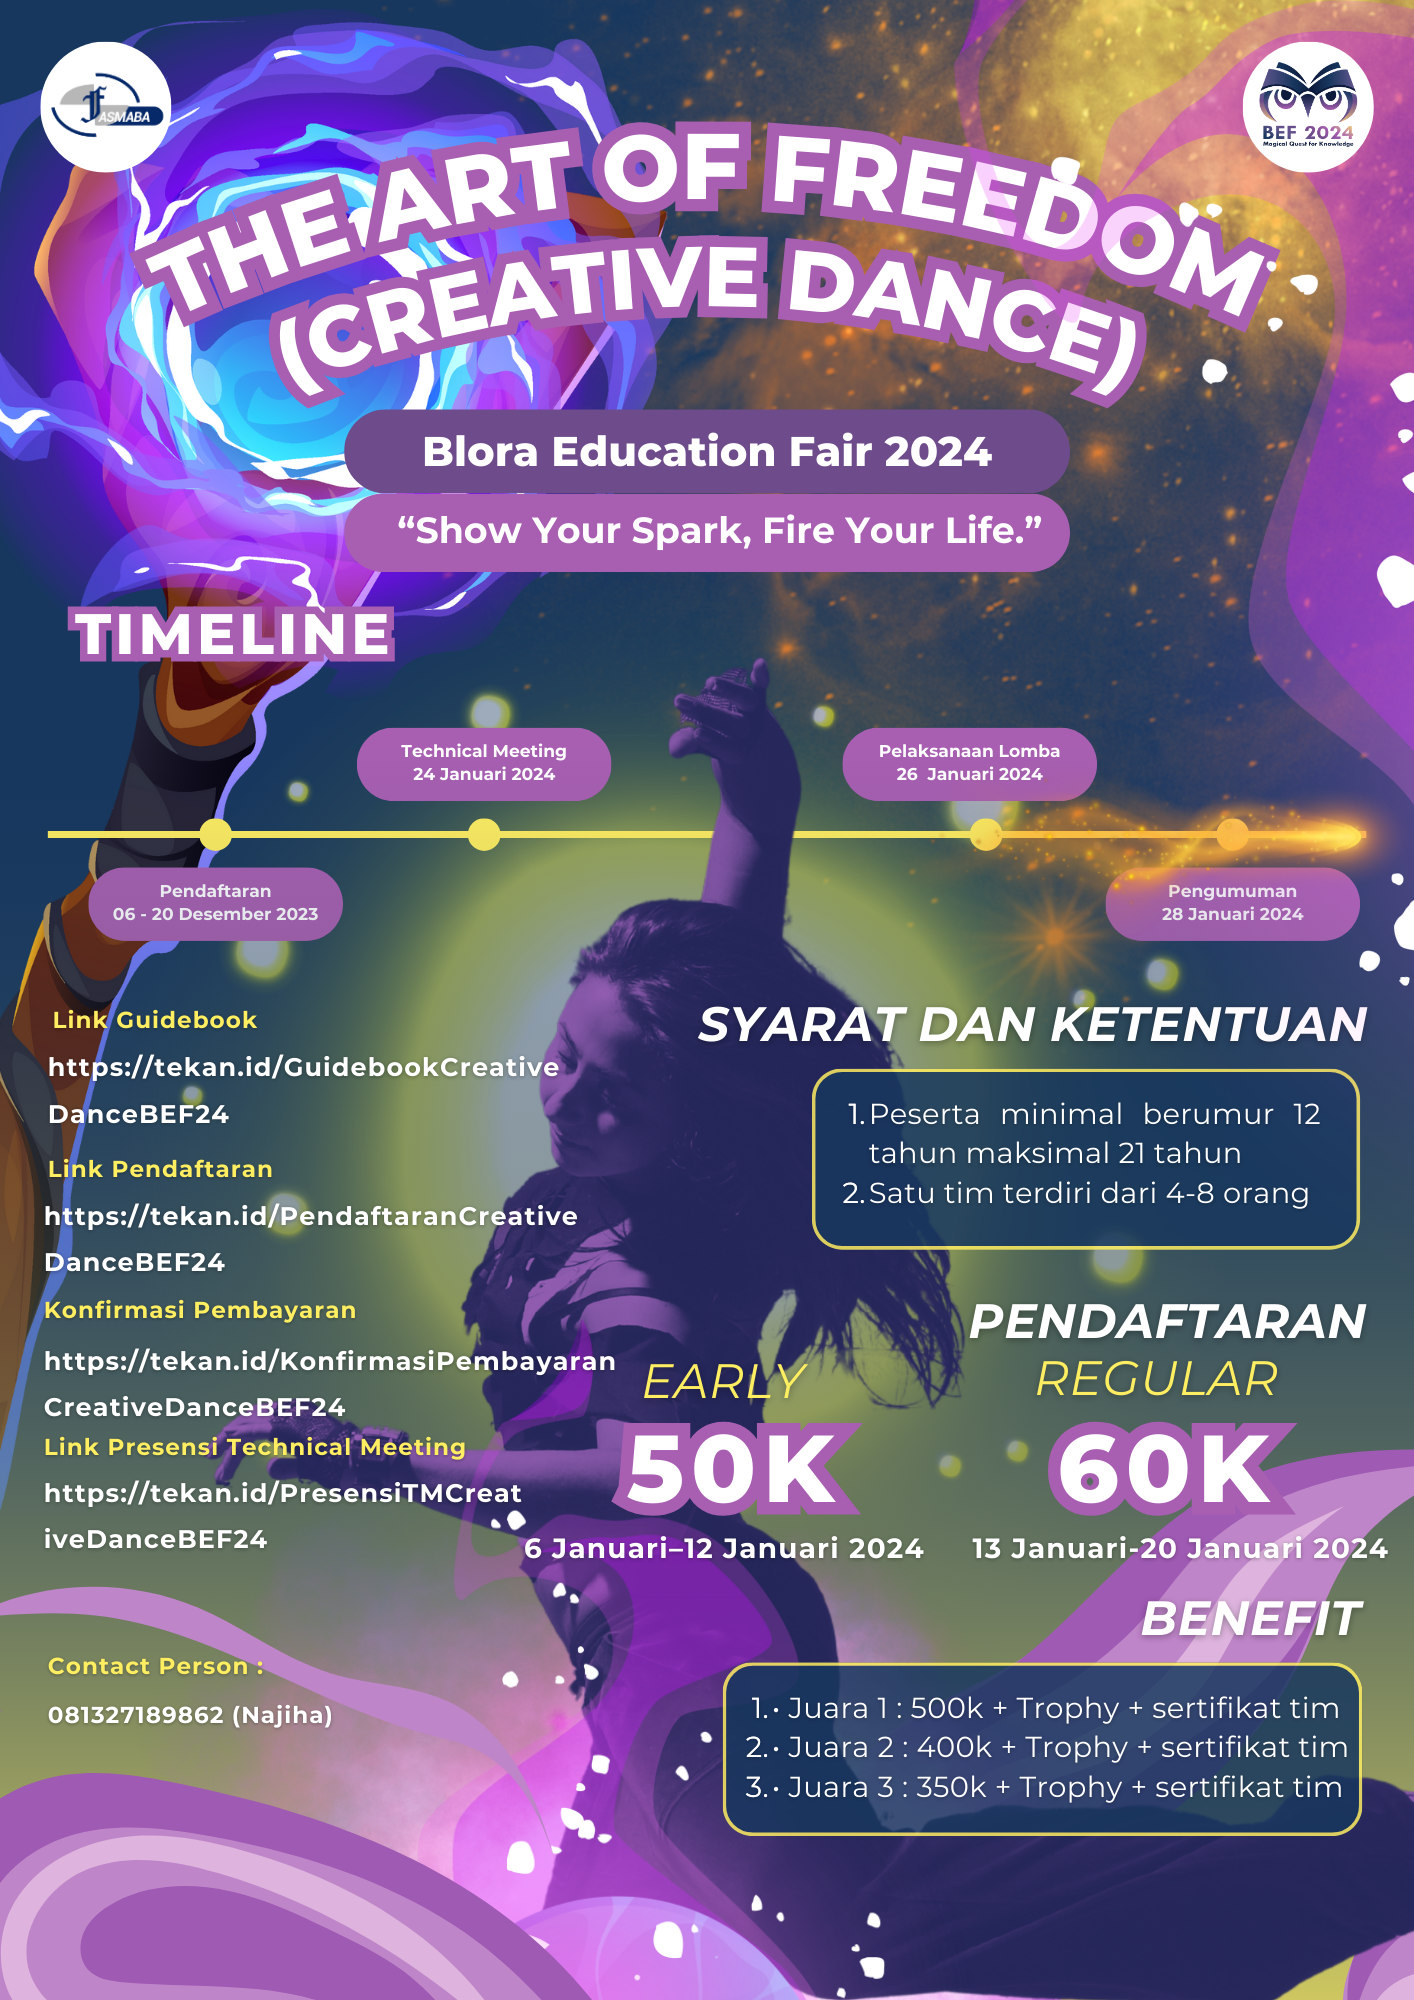 FASMABA
BEF 2024
Magical Quest for Knowledge
THE ART OF FREEDOM
(CREATIVE DANCE)
Blora Education Fair 2024
“Show Your Spark, Fire Your Life.”
TIMELINE
Technical Meeting
24 Januari 2024
Pelaksanaan Lomba
26 Januari 2024
Pendaftaran
06 - 20 Desember 2023
Pengumuman
28 Januari 2024
Link Guidebook
https://tekan.id/GuidebookCreative
DanceBEF24
Link Pendaftaran
https://tekan.id/PendaftaranCreative
DanceBEF24
Konfirmasi Pembayaran
https://tekan.id/KonfirmasiPembayaran
CreativeDanceBEF24
Link Presensi Technical Meeting
https://tekan.id/PresensiTMCreat
iveDanceBEF24
Contact Person :
081327189862 (Najiha)
SYARAT DAN KETENTUAN
1. Peserta minimal berumur 12
tahun maksimal 21 tahun
2. Satu tim terdiri dari 4-8 orang
PENDAFTARAN
EARLY
50K
6 Januari–12 Januari 2024
REGULAR
60K
13 Januari-20 Januari 2024
BENEFIT
1. • Juara 1 : 500k + Trophy + sertifikat tim
2. • Juara 2 : 400k + Trophy + sertifikat tim
3. • Juara 3 : 350k + Trophy + sertifikat tim